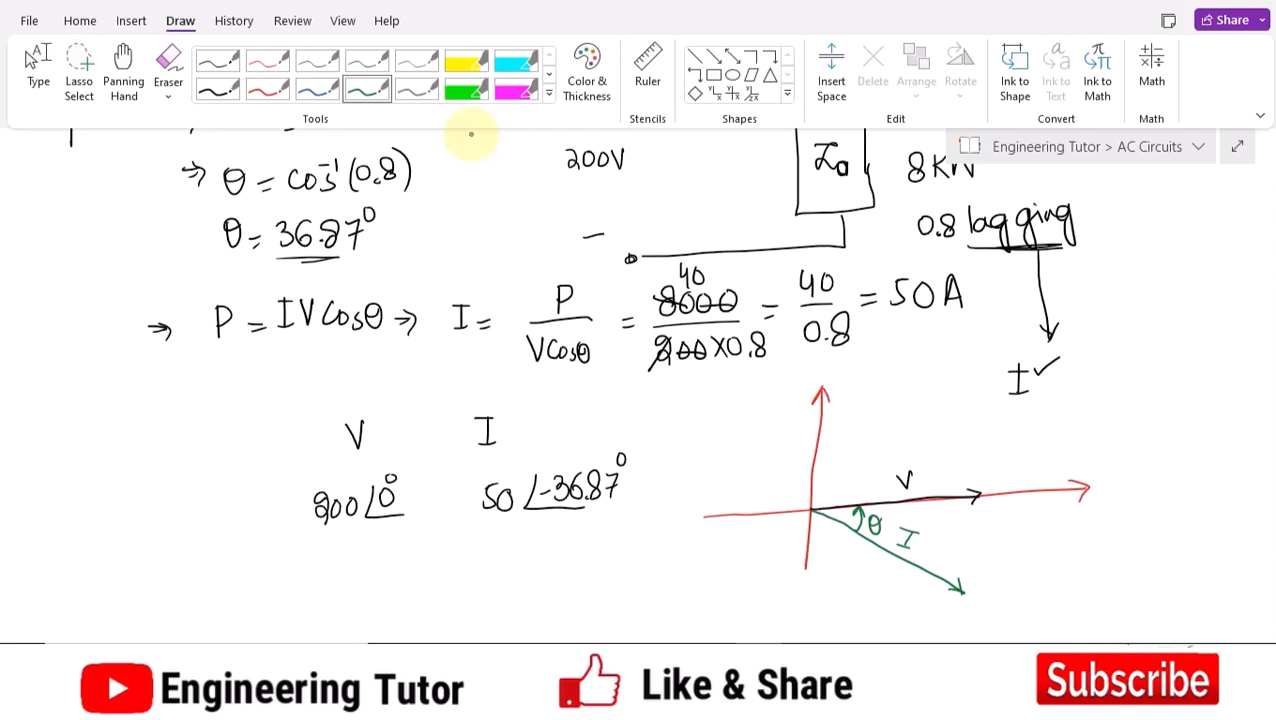 File Home Insert Draw History Review View Help
Share
Type
Lasso Select
Panning Hand
Eraser
Color & Thickness
Ruler
Insert Space
Delete
Arrange
Rotate
Ink to Shape
Ink to Text
Ink to Math
Math
Tools
Stencils
Shapes
Edit
Convert
Math
Engineering Tutor > AC Circuits
⇒ θ = cos⁻¹(0.8)
200V
8KW
θ = 36.87°
0.8 lagging
⇒ P = IVCosθ ⇒ I = P / VCosθ = 8000 40 / 200×0.8 = 40 / 0.8 = 50A
I ✓
V I
200∠0° 50∠-36.87°
V
θ I
Engineering Tutor
Like & Share
Subscribe